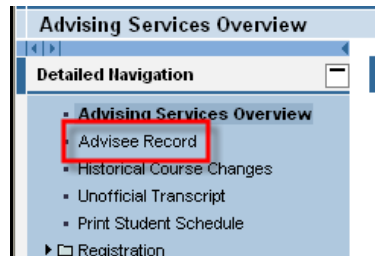 Advising Services Overview
Detailed Navigation
Advising Services Overview
Advisee Record
Historical Course Changes
Unofficial Transcript
Print Student Schedule
Registration